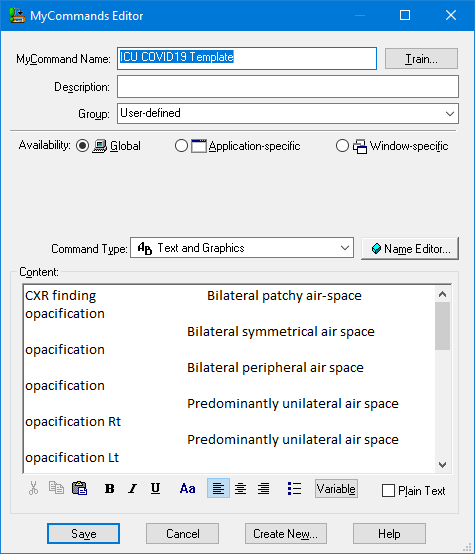 MyCommands Editor
MyCommand Name: ICU COVID19 Template Train...
Description:
Group: User-defined
Availability: Global Application-specific Window-specific
Command Type: Text and Graphics Name Editor...
Content:
CXR finding Bilateral patchy air-space
opacification
Bilateral symmetrical air space
opacification
Bilateral peripheral air space
opacification
Predominantly unilateral air space
opacification Rt
Predominantly unilateral air space
opacification Lt
B I U Aa Variable Plain Text
Save Cancel Create New... Help